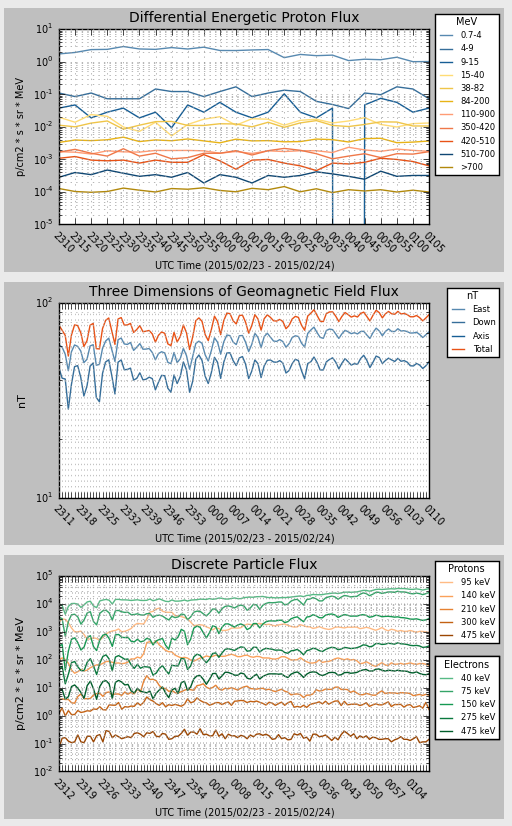 Differential Energetic Proton Flux
10^1
10^0
10^-1
10^-2
10^-3
10^-4
10^-5
p/cm2 * s * sr * MeV
2310 2315 2320 2325 2330 2335 2340 2345 2350 2355 0000 0005 0010 0015 0020 0025 0030 0035 0040 0045 0050 0055 0100 0105
UTC Time (2015/02/23 - 2015/02/24)
MeV
0.7-4
4-9
9-15
15-40
38-82
84-200
110-900
350-420
420-510
510-700
>700
Three Dimensions of Geomagnetic Field Flux
10^2
10^1
nT
2311 2318 2325 2332 2339 2346 2353 0000 0007 0014 0021 0028 0035 0042 0049 0056 0103 0110
UTC Time (2015/02/23 - 2015/02/24)
nT
East
Down
Axis
Total
Discrete Particle Flux
10^5
10^4
10^3
10^2
10^1
10^0
10^-1
10^-2
p/cm2 * s * sr * MeV
2312 2319 2326 2333 2340 2347 2354 0001 0008 0015 0022 0029 0036 0043 0050 0057 0104
UTC Time (2015/02/23 - 2015/02/24)
Protons
95 keV
140 keV
210 keV
300 keV
475 keV
Electrons
40 keV
75 keV
150 keV
275 keV
475 keV